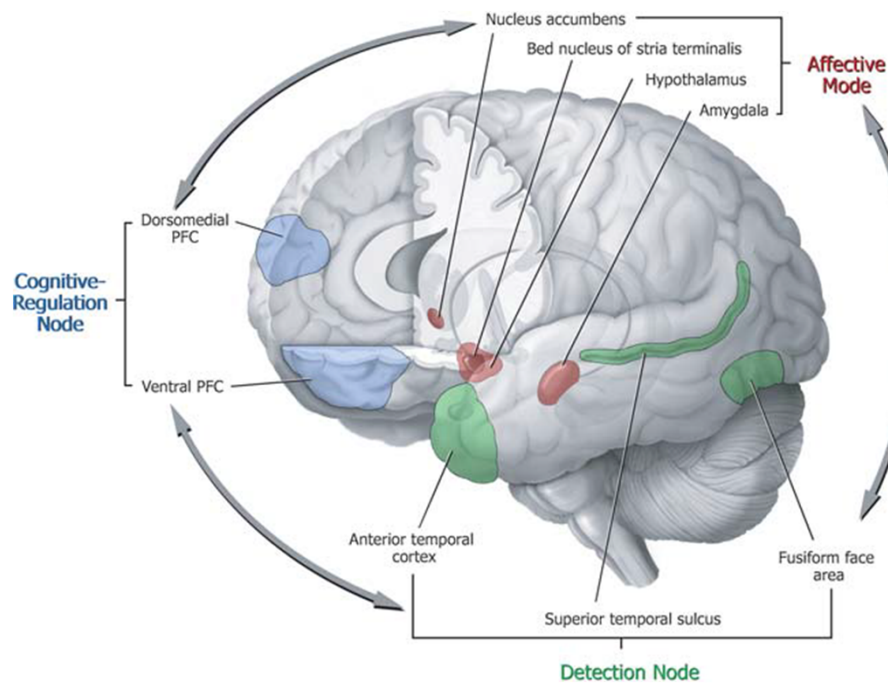 Nucleus accumbens
Bed nucleus of stria terminalis
Hypothalamus
Amygdala
Affective
Mode
Dorsomedial
PFC
Cognitive-
Regulation
Node
Ventral PFC
Anterior temporal
cortex
Fusiform face
area
Superior temporal sulcus
Detection Node